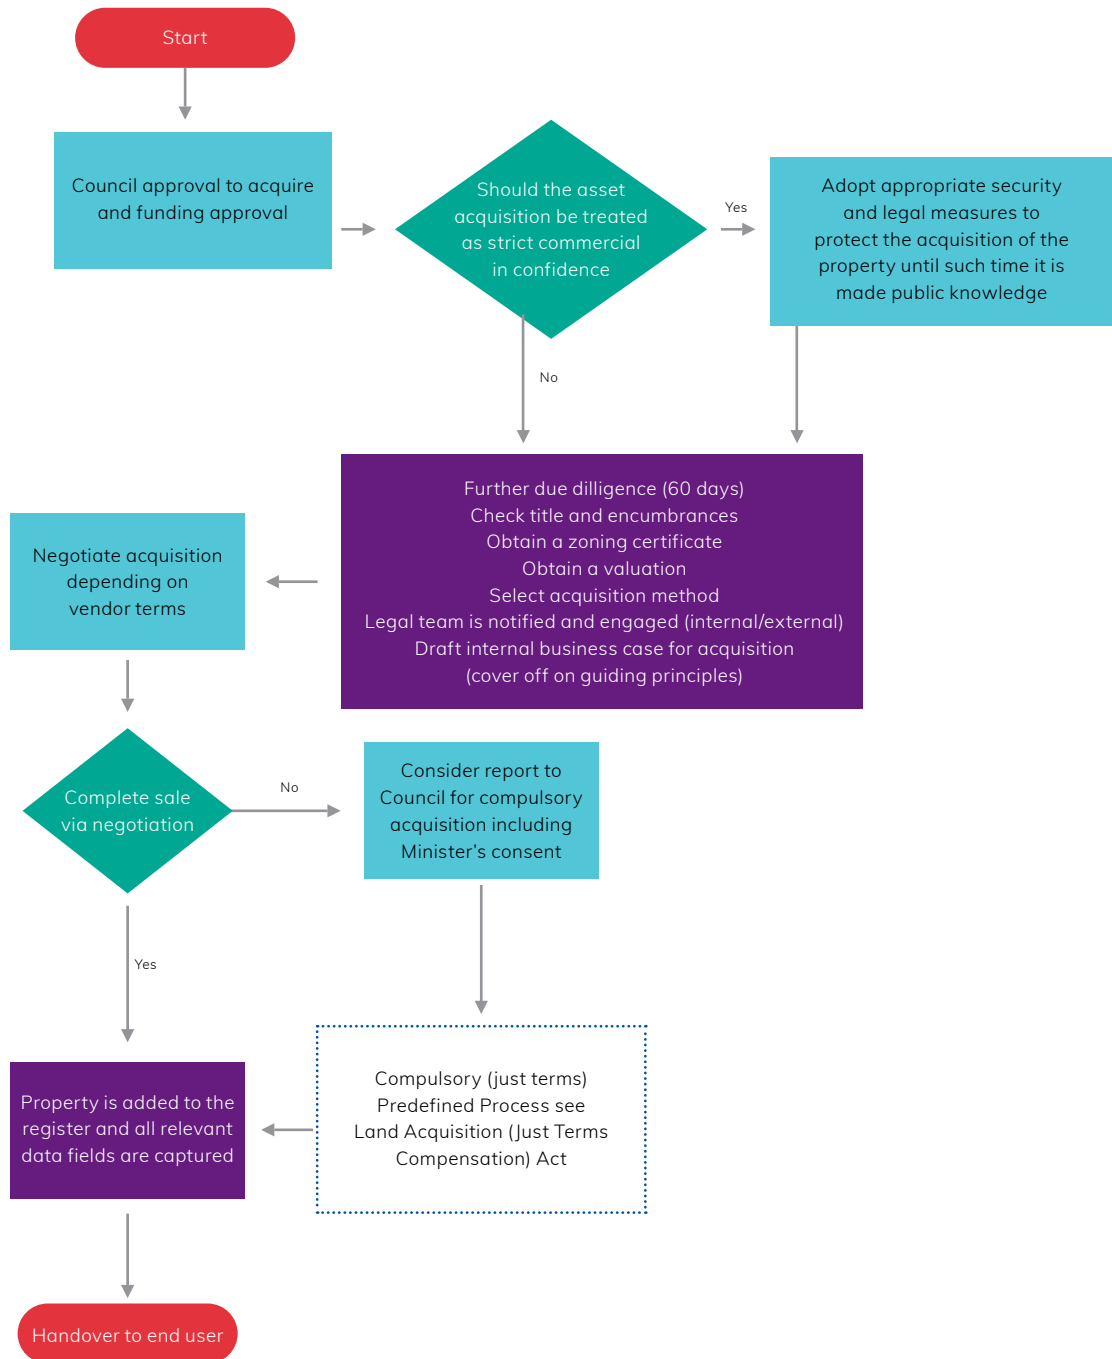 Start
Council approval to acquire
and funding approval
Should the asset
acquisition be treated
as strict commercial
in confidence
Yes
Adopt appropriate security
and legal measures to
protect the acquisition of the
property until such time it is
made public knowledge
No
Further due dilligence (60 days)
Check title and encumbrances
Obtain a zoning certificate
Obtain a valuation
Select acquisition method
Legal team is notified and engaged (internal/external)
Draft internal business case for acquisition
(cover off on guiding principles)
Negotiate acquisition
depending on
vendor terms
Complete sale
via negotiation
No
Consider report to
Council for compulsory
acquisition including
Minister’s consent
Yes
Compulsory (just terms)
Predefined Process see
Land Acquisition (Just Terms
Compensation) Act
Property is added to the
register and all relevant
data fields are captured
Handover to end user